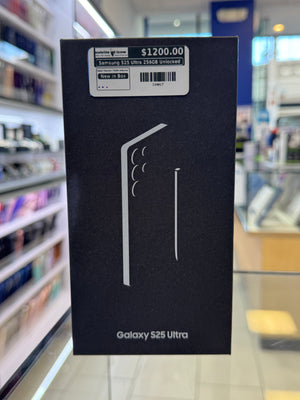 $1200.00
Samsung S25 Ultra 256GB Unlocked
New in Box
Galaxy S25 Ultra